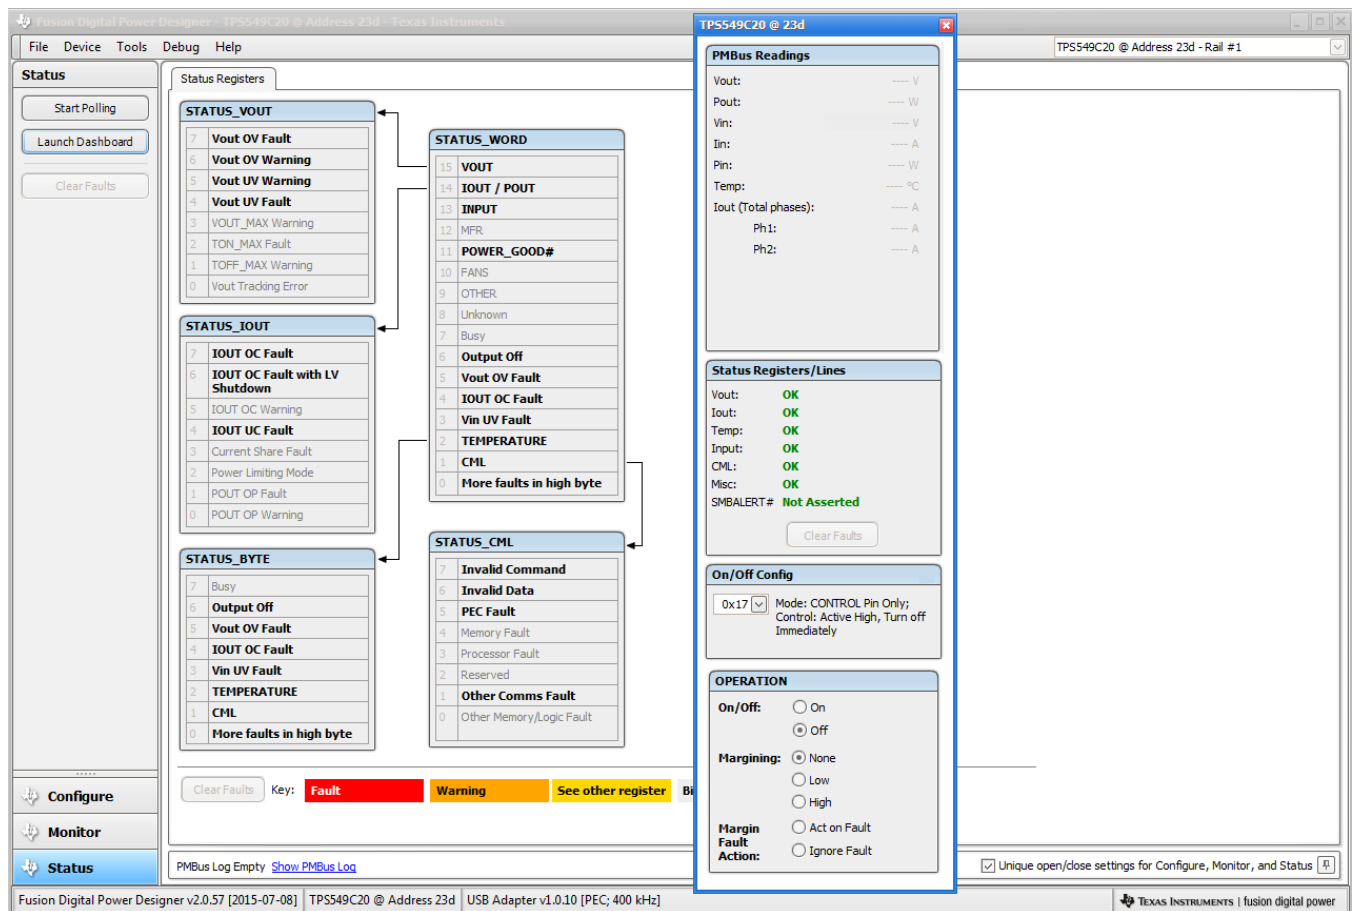 Fusion Digital Power Designer - TPS549C20 @ Address 23d - Texas Instruments
File Device Tools Debug Help
TPS549C20 @ Address 23d - Rail #1
Status
Start Polling
Launch Dashboard
Clear Faults
Configure
Monitor
Status
Status Registers
STATUS_VOUT
7 Vout OV Fault
6 Vout OV Warning
5 Vout UV Warning
4 Vout UV Fault
3 VOUT_MAX Warning
2 TON_MAX Fault
1 TOFF_MAX Warning
0 Vout Tracking Error
STATUS_IOUT
7 IOUT OC Fault
6 IOUT OC Fault with LV
Shutdown
5 IOUT OC Warning
4 IOUT UC Fault
3 Current Share Fault
2 Power Limiting Mode
1 POUT OP Fault
0 POUT OP Warning
STATUS_BYTE
7 Busy
6 Output Off
5 Vout OV Fault
4 IOUT OC Fault
3 Vin UV Fault
2 TEMPERATURE
1 CML
0 More faults in high byte
STATUS_WORD
15 VOUT
14 IOUT / POUT
13 INPUT
12 MFR
11 POWER_GOOD#
10 FANS
9 OTHER
8 Unknown
7 Busy
6 Output Off
5 Vout OV Fault
4 IOUT OC Fault
3 Vin UV Fault
2 TEMPERATURE
1 CML
0 More faults in high byte
STATUS_CML
7 Invalid Command
6 Invalid Data
5 PEC Fault
4 Memory Fault
3 Processor Fault
2 Reserved
1 Other Comms Fault
0 Other Memory/Logic Fault
Clear Faults Key: Fault Warning See other register Bi
TPS549C20 @ 23d
PMBus Readings
Vout: ---- V
Pout: ---- W
Vin: ---- V
Iin: ---- A
Pin: ---- W
Temp: ---- °C
Iout (Total phases): ---- A
Ph1: ---- A
Ph2: ---- A
Status Registers/Lines
Vout: OK
Iout: OK
Temp: OK
Input: OK
CML: OK
Misc: OK
SMBALERT# Not Asserted
Clear Faults
On/Off Config
0x17 Mode: CONTROL Pin Only;
Control: Active High, Turn off
Immediately
OPERATION
On/Off: On
Off
Margining: None
Low
High
Margin
Fault
Action:
Act on Fault
Ignore Fault
PMBus Log Empty Show PMBus Log
Unique open/close settings for Configure, Monitor, and Status
Fusion Digital Power Designer v2.0.57 [2015-07-08] TPS549C20 @ Address 23d USB Adapter v1.0.10 [PEC; 400 kHz]
TEXAS INSTRUMENTS | fusion digital power